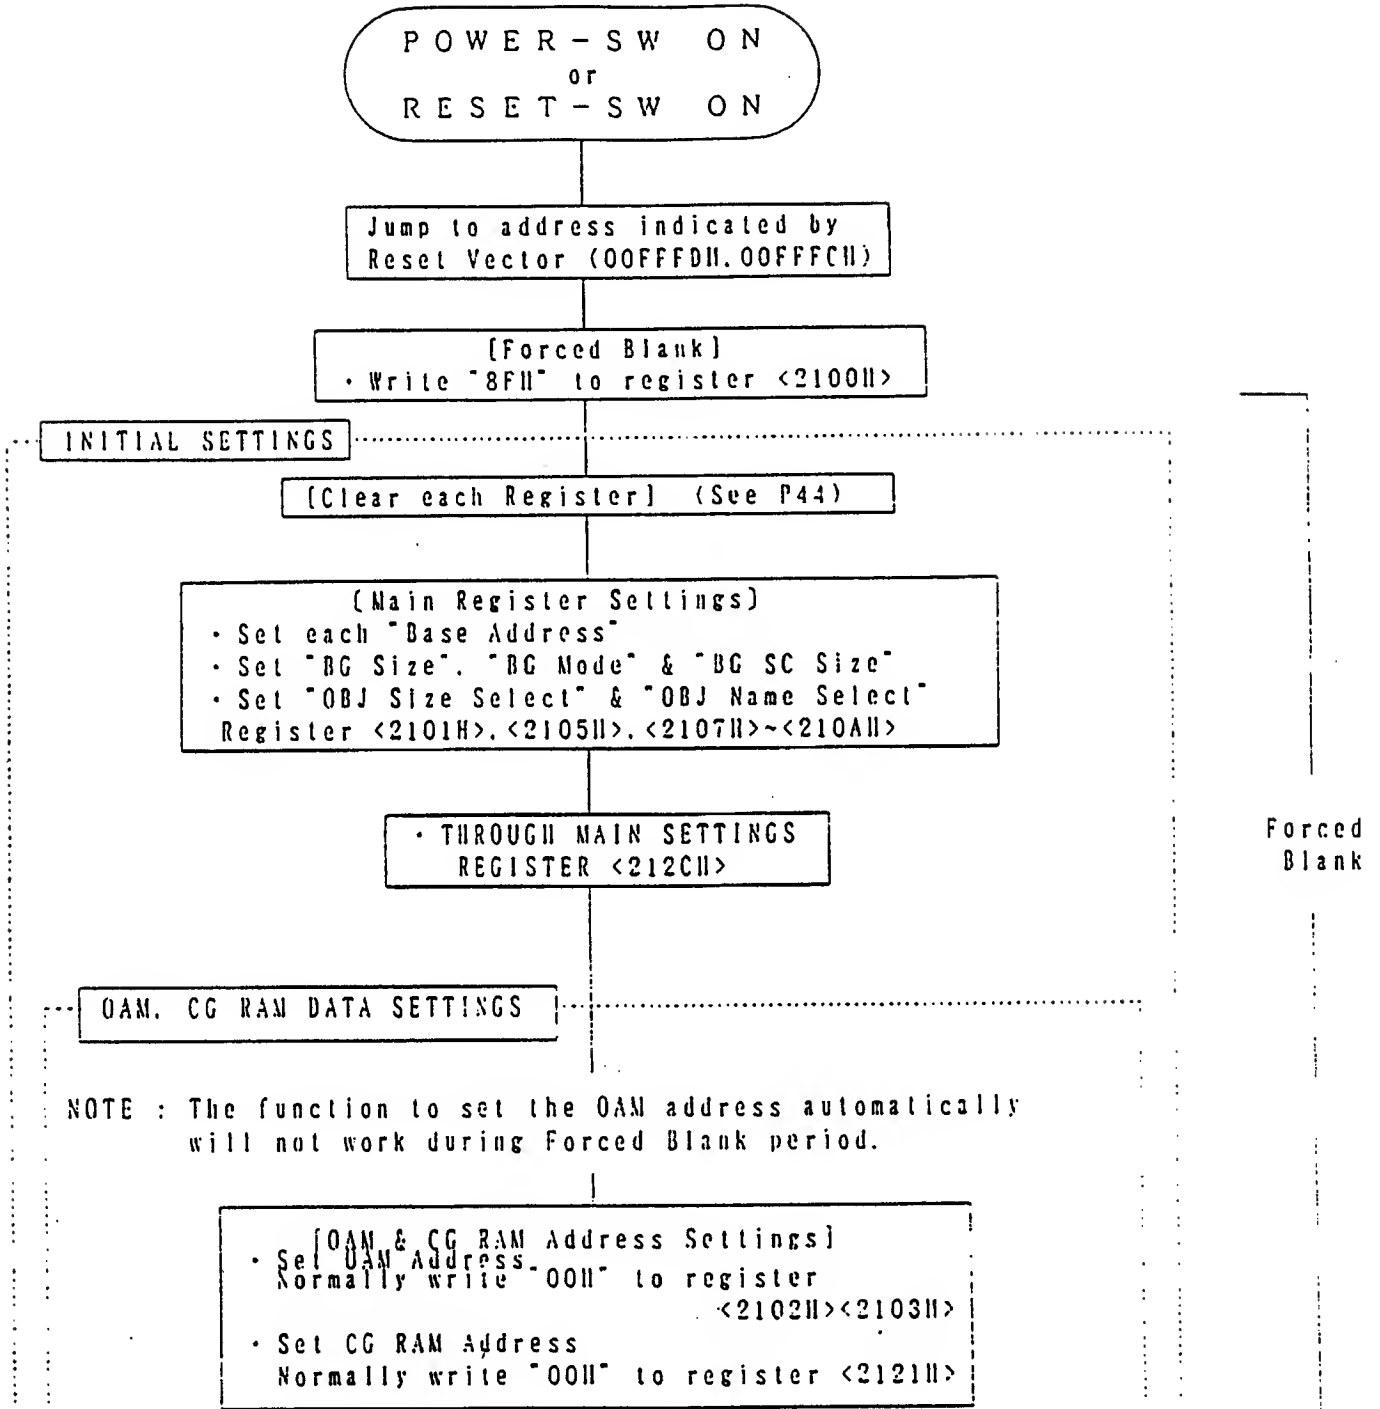 POWER-SW ON
or
RESET-SW ON
Jump to address indicated by
Reset Vector (00FFFDH.00FFFCH)
[Forced Blank]
・Write "8FH" to register <2100H>
INITIAL SETTINGS
[Clear each Register] (See P44)
[Main Register Settings]
・Set each "Base Address"
・Set "BG Size", "BG Mode" & "BG SC Size"
・Set "OBJ Size Select" & "OBJ Name Select"
Register <2101H>.<2105H>.<2107H>~<210AH>
・THROUGH MAIN SETTINGS
REGISTER <212CH>
Forced
Blank
OAM. CG RAM DATA SETTINGS
NOTE : The function to set the OAM address automatically
will not work during Forced Blank period.
[OAM & CG RAM Address Settings]
・Set OAM Address
Normally write "00H" to register
<2102H><2103H>
・Set CG RAM Address
Normally write "00H" to register <2121H>